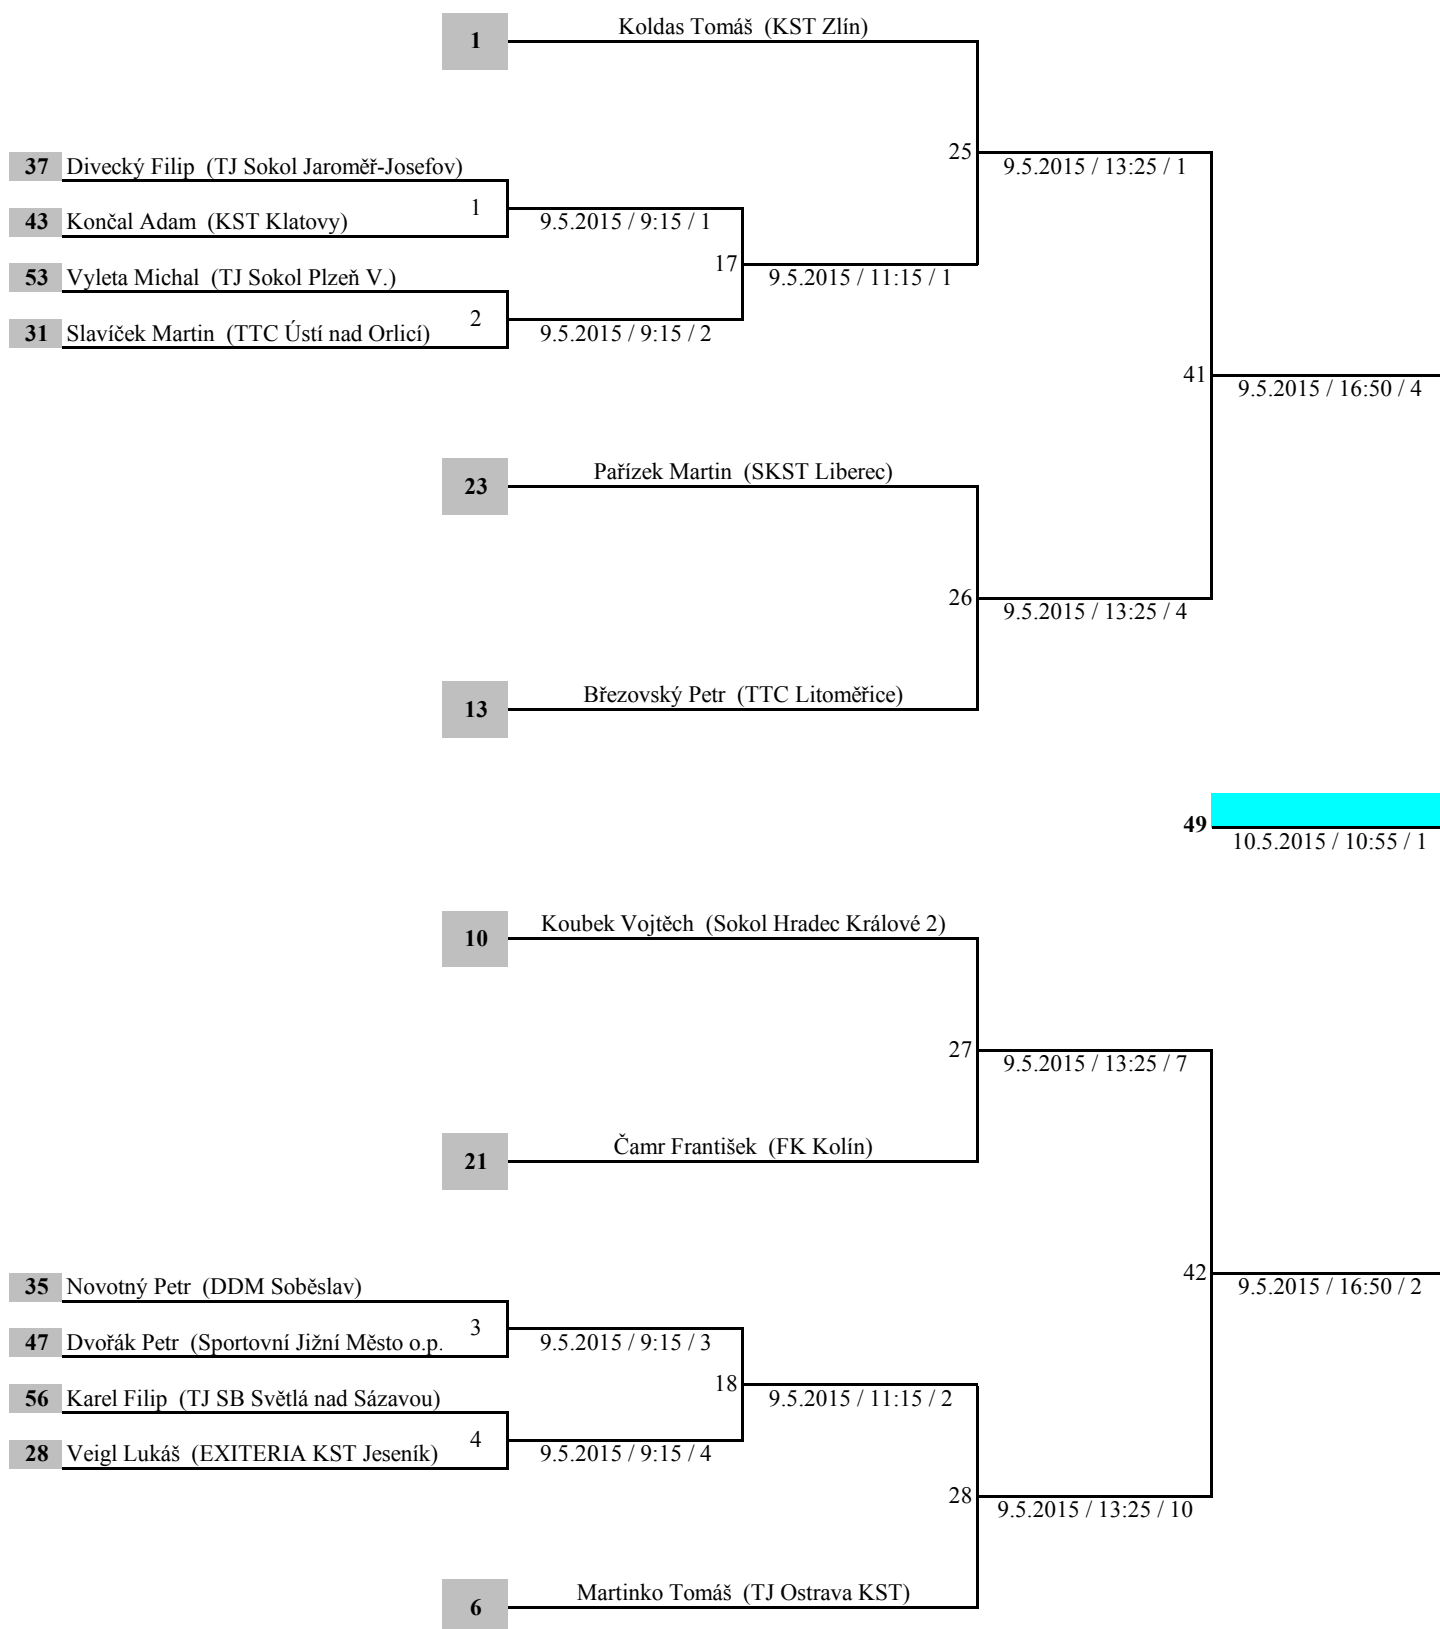 Koldas Tomáš (KST Zlín)
1
25
9.5.2015 / 13:25 / 1
37 Divecký Filip (TJ Sokol Jaroměř-Josefov)
1
9.5.2015 / 9:15 / 1
43 Končal Adam (KST Klatovy)
17
9.5.2015 / 11:15 / 1
53 Vyleta Michal (TJ Sokol Plzeň V.)
2
9.5.2015 / 9:15 / 2
31 Slavíček Martin (TTC Ústí nad Orlicí)
41
9.5.2015 / 16:50 / 4
Pařízek Martin (SKST Liberec)
23
26
9.5.2015 / 13:25 / 4
Březovský Petr (TTC Litoměřice)
13
49
10.5.2015 / 10:55 / 1
Koubek Vojtěch (Sokol Hradec Králové 2)
10
27
9.5.2015 / 13:25 / 7
Čamr František (FK Kolín)
21
42
9.5.2015 / 16:50 / 2
35 Novotný Petr (DDM Soběslav)
3
9.5.2015 / 9:15 / 3
47 Dvořák Petr (Sportovní Jižní Město o.p.
18
9.5.2015 / 11:15 / 2
56 Karel Filip (TJ SB Světlá nad Sázavou)
4
9.5.2015 / 9:15 / 4
28 Veigl Lukáš (EXITERIA KST Jeseník)
28
9.5.2015 / 13:25 / 10
Martinko Tomáš (TJ Ostrava KST)
6